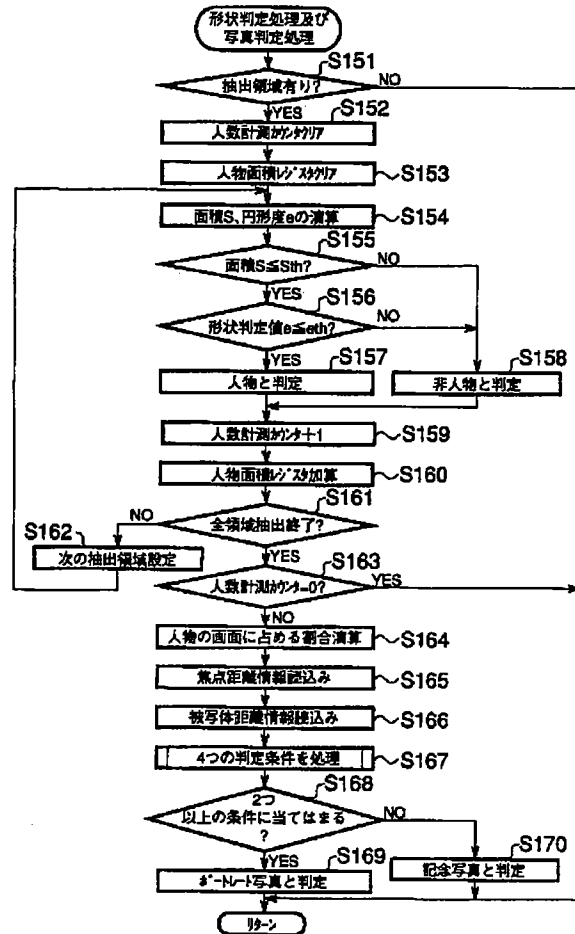 形状判定処理及び
写真判定処理
S151
抽出領域有り?
NO
YES
S152
人数計測ｶｳﾝﾀｸﾘｱ
人物面積ﾚｼﾞｽﾀｸﾘｱ
S153
面積S、円形度eの演算
S154
S155
面積S≦Sth?
NO
YES
S156
形状判定値e≦eth?
NO
YES
S157
人物と判定
S158
非人物と判定
人数計測ｶｳﾝﾀ+1
S159
人物面積ﾚｼﾞｽﾀ加算
S160
S161
全領域抽出終了?
NO
S162
次の抽出領域設定
YES
S163
人数計測ｶｳﾝﾀ=0?
YES
NO
人物の画面に占める割合演算
S164
焦点距離情報読込み
S165
被写体距離情報読込み
S166
4つの判定条件を処理
S167
S168
2つ
以上の条件に当てはまる
?
NO
YES
S169
ﾎﾟｰﾄﾚｰﾄ写真と判定
S170
記念写真と判定
ﾘﾀｰﾝ